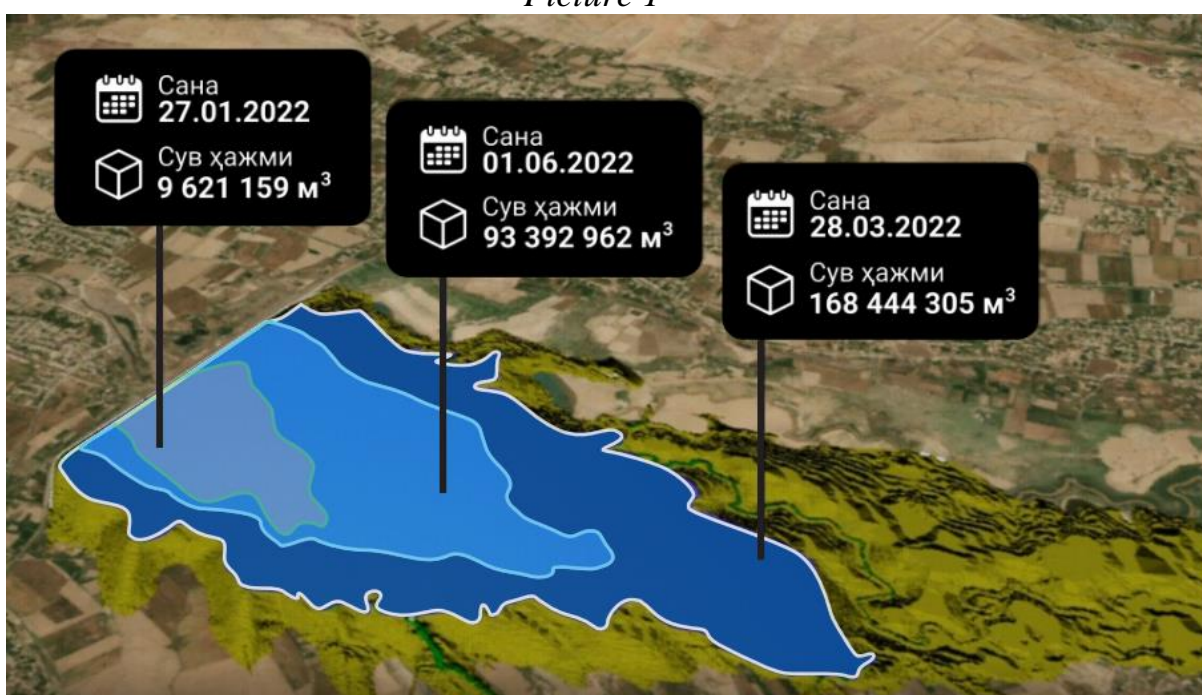 Picture 1
Сана
27.01.2022
Сув ҳажми
9 621 159 м³
Сана
01.06.2022
Сув ҳажми
93 392 962 м³
Сана
28.03.2022
Сув ҳажми
168 444 305 м³